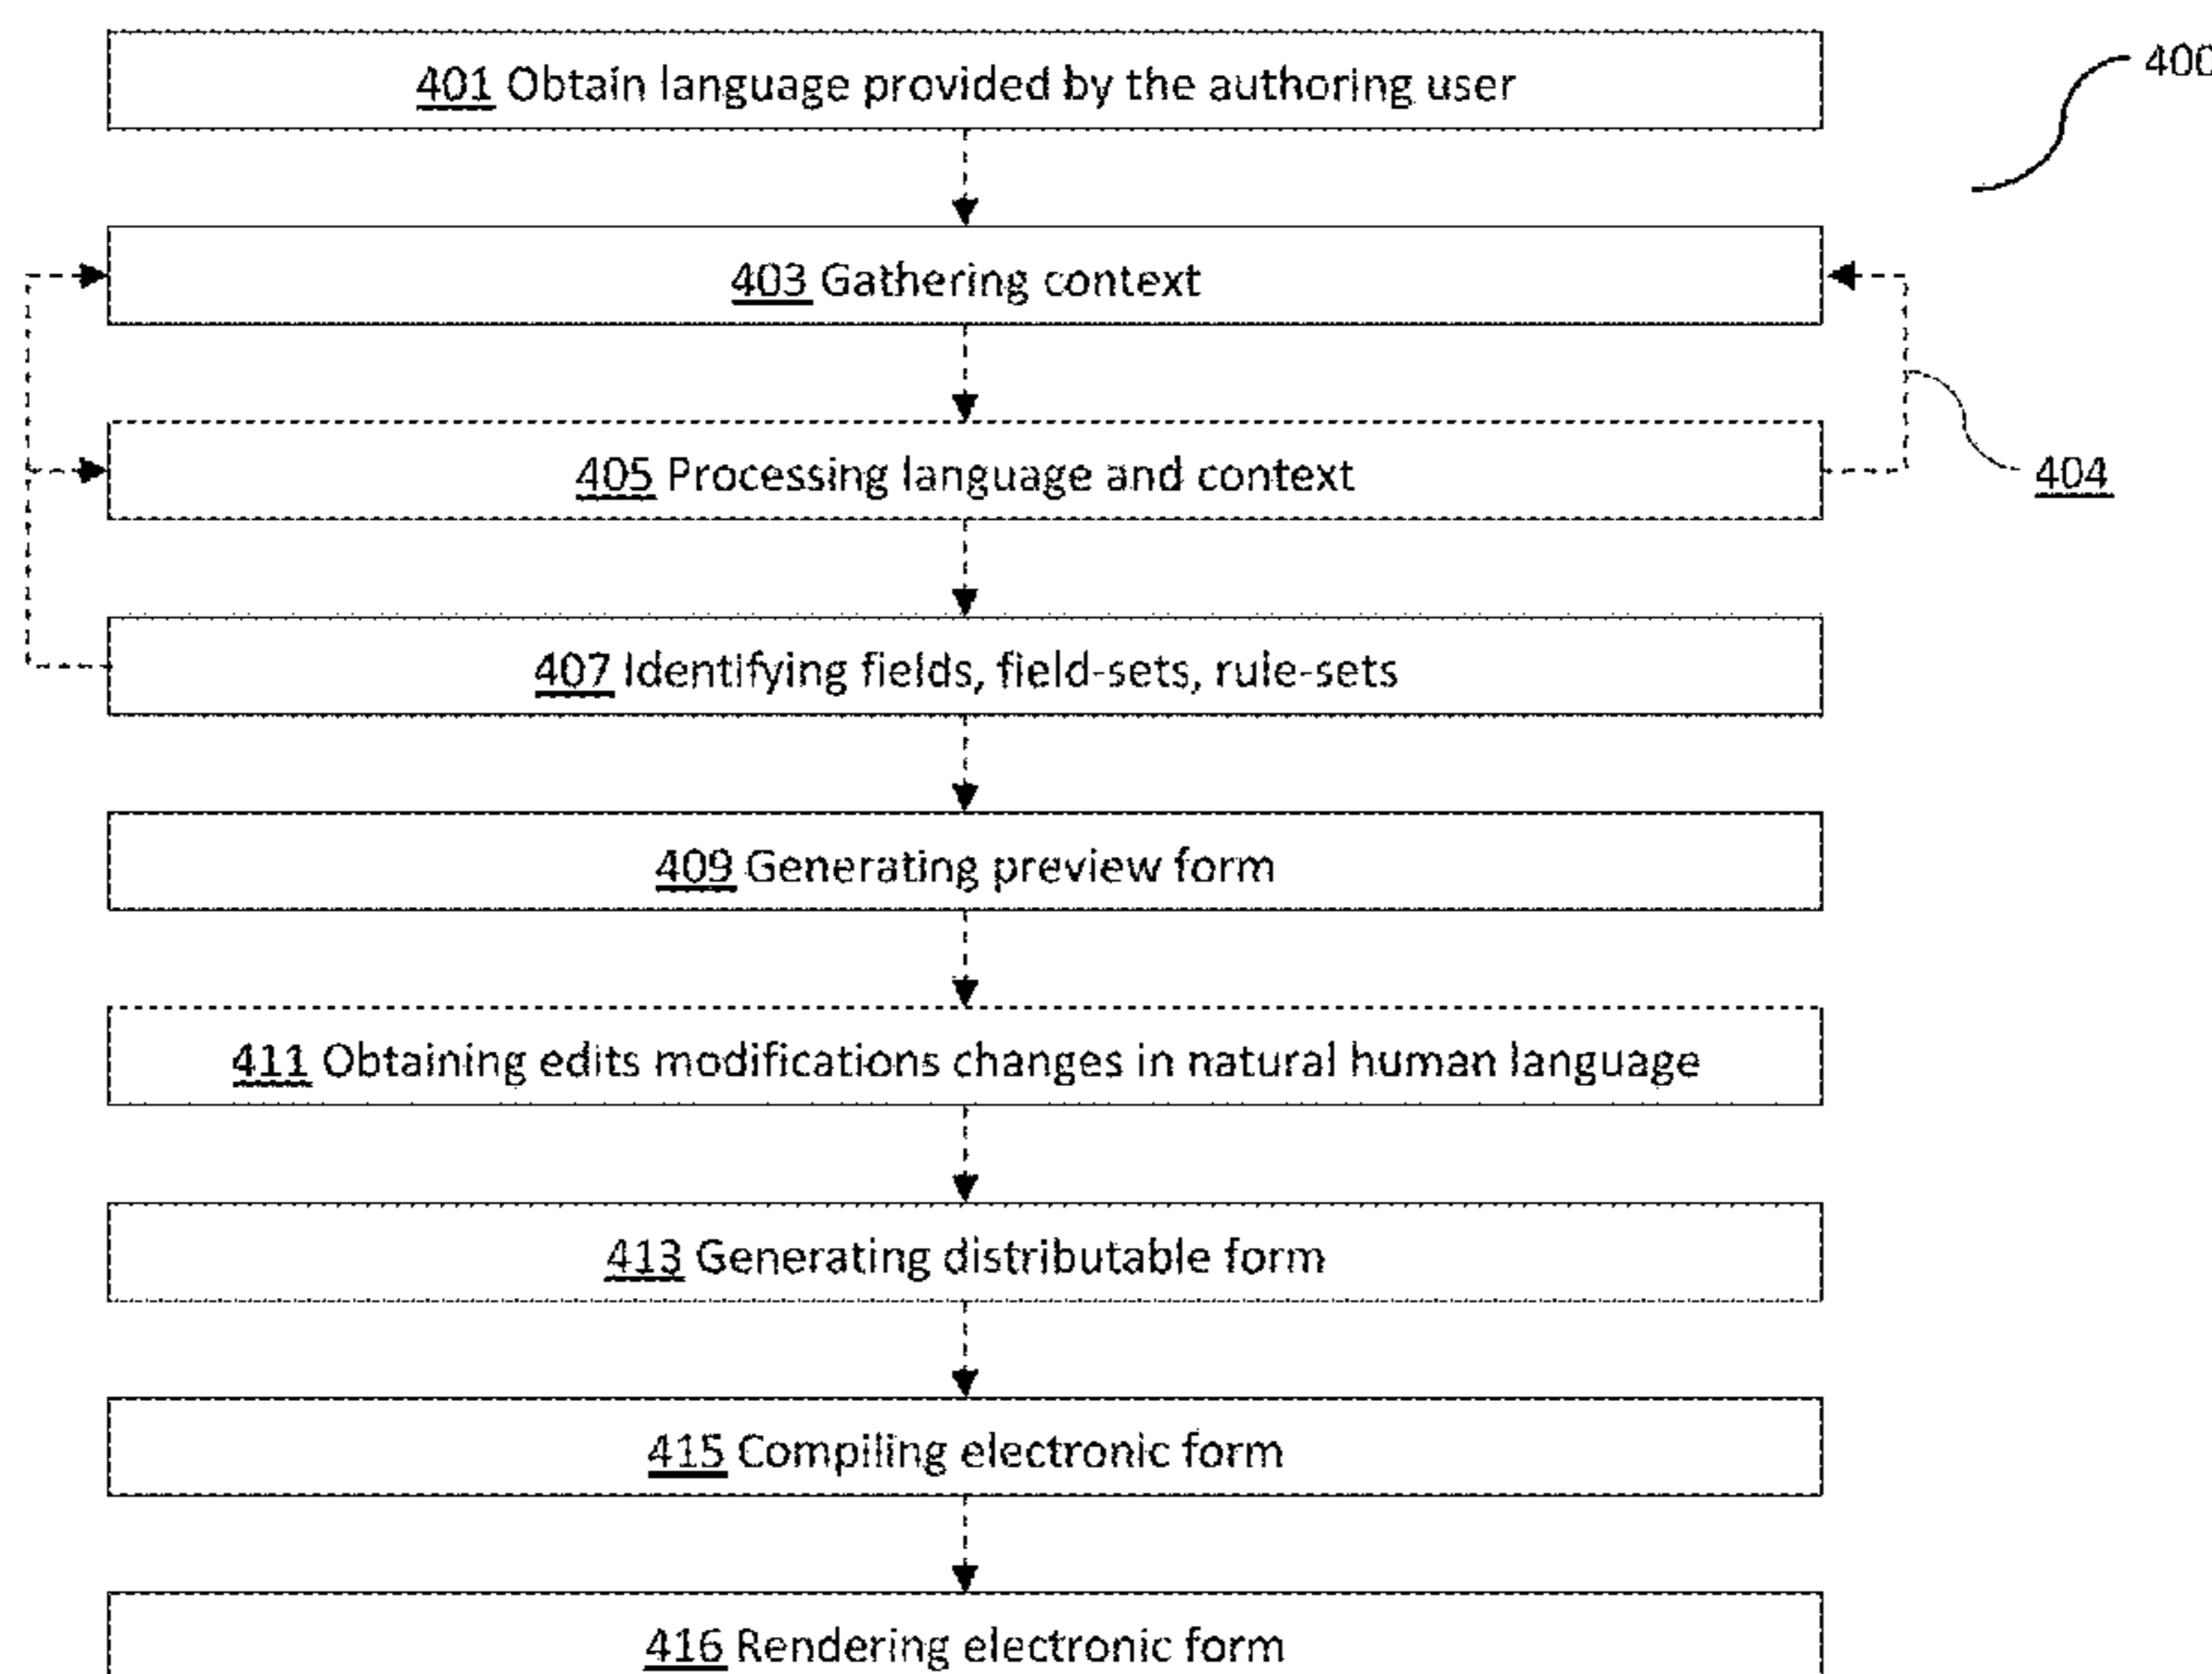 401 Obtain language provided by the authoring user
400
403 Gathering context
405 Processing language and context
404
407 Identifying fields, field-sets, rule-sets
409 Generating preview form
411 Obtaining edits modifications changes in natural human language
413 Generating distributable form
415 Compiling electronic form
416 Rendering electronic form